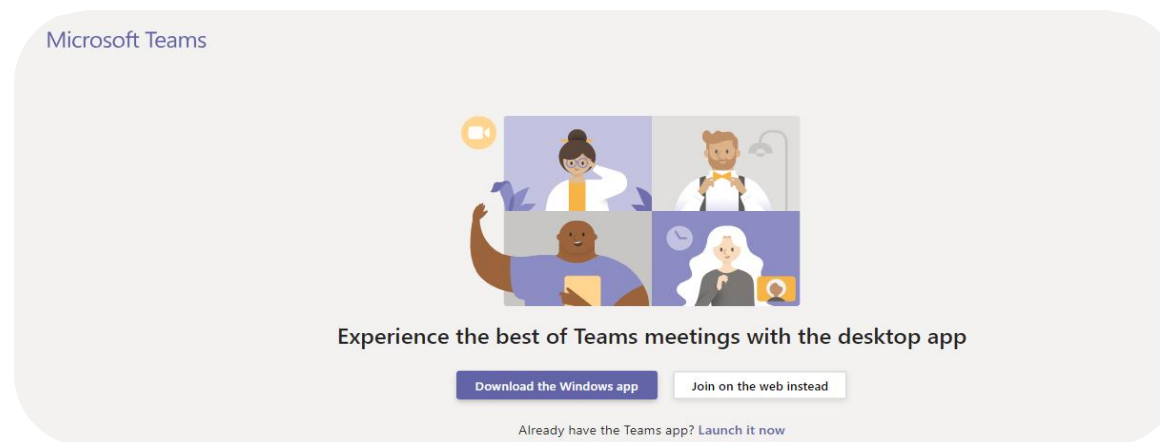 Microsoft Teams
Experience the best of Teams meetings with the desktop app
Download the Windows app
Join on the web instead
Already have the Teams app? Launch it now